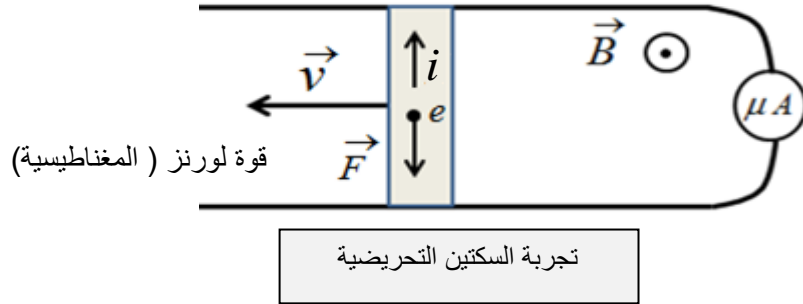 v
i
B
e
μA
F
قوة لورنز ( المغناطيسية)
تجربة السكتين التحريضية